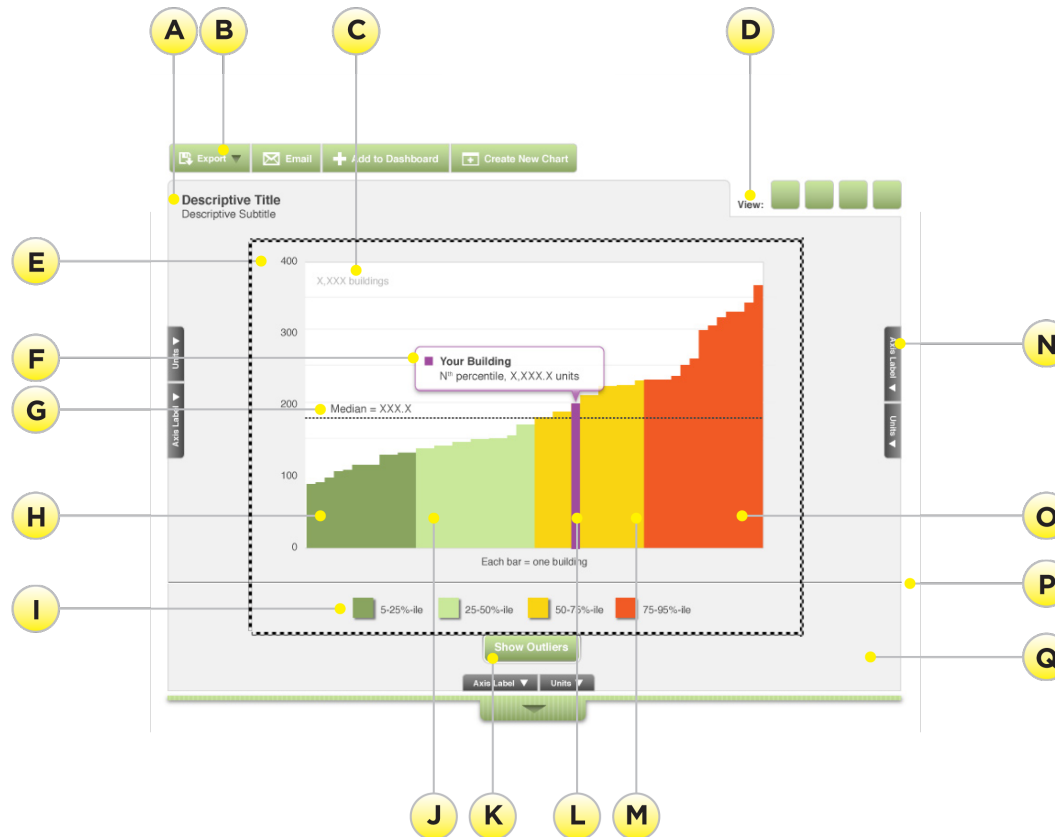 A
B
C
D
Export ▼
Email
Add to Dashboard
Create New Chart
Descriptive Title
Descriptive Subtitle
View:
E
400
X,XXX buildings
300
Units ▼
Axis Label ▼
F
Your Building
Nth percentile, X,XXX.X units
Axis Label ▼
Units ▼
N
G
200
Median = XXX.X
100
H
O
0
Each bar = one building
P
I
5-25%-ile
25-50%-ile
50-75%-ile
75-95%-ile
Show Outliers
Q
Axis Label ▼
Units ▼
J
K
L
M